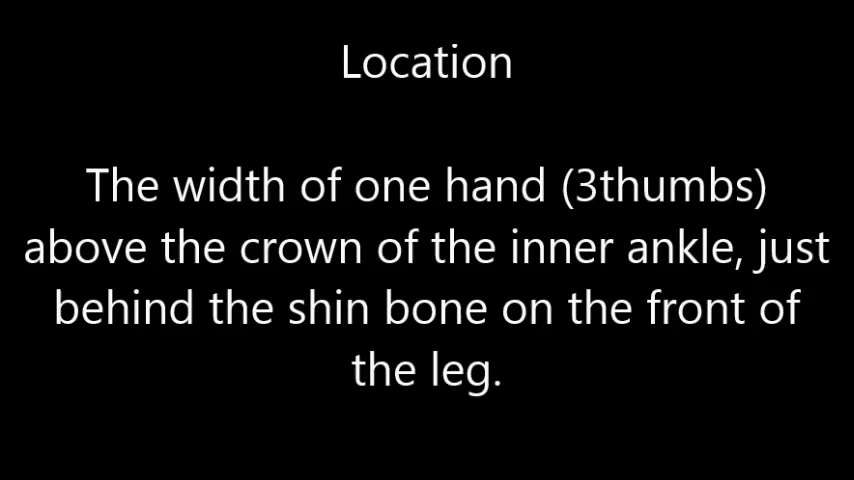 Location
The width of one hand (3thumbs)
above the crown of the inner ankle, just
behind the shin bone on the front of
the leg.